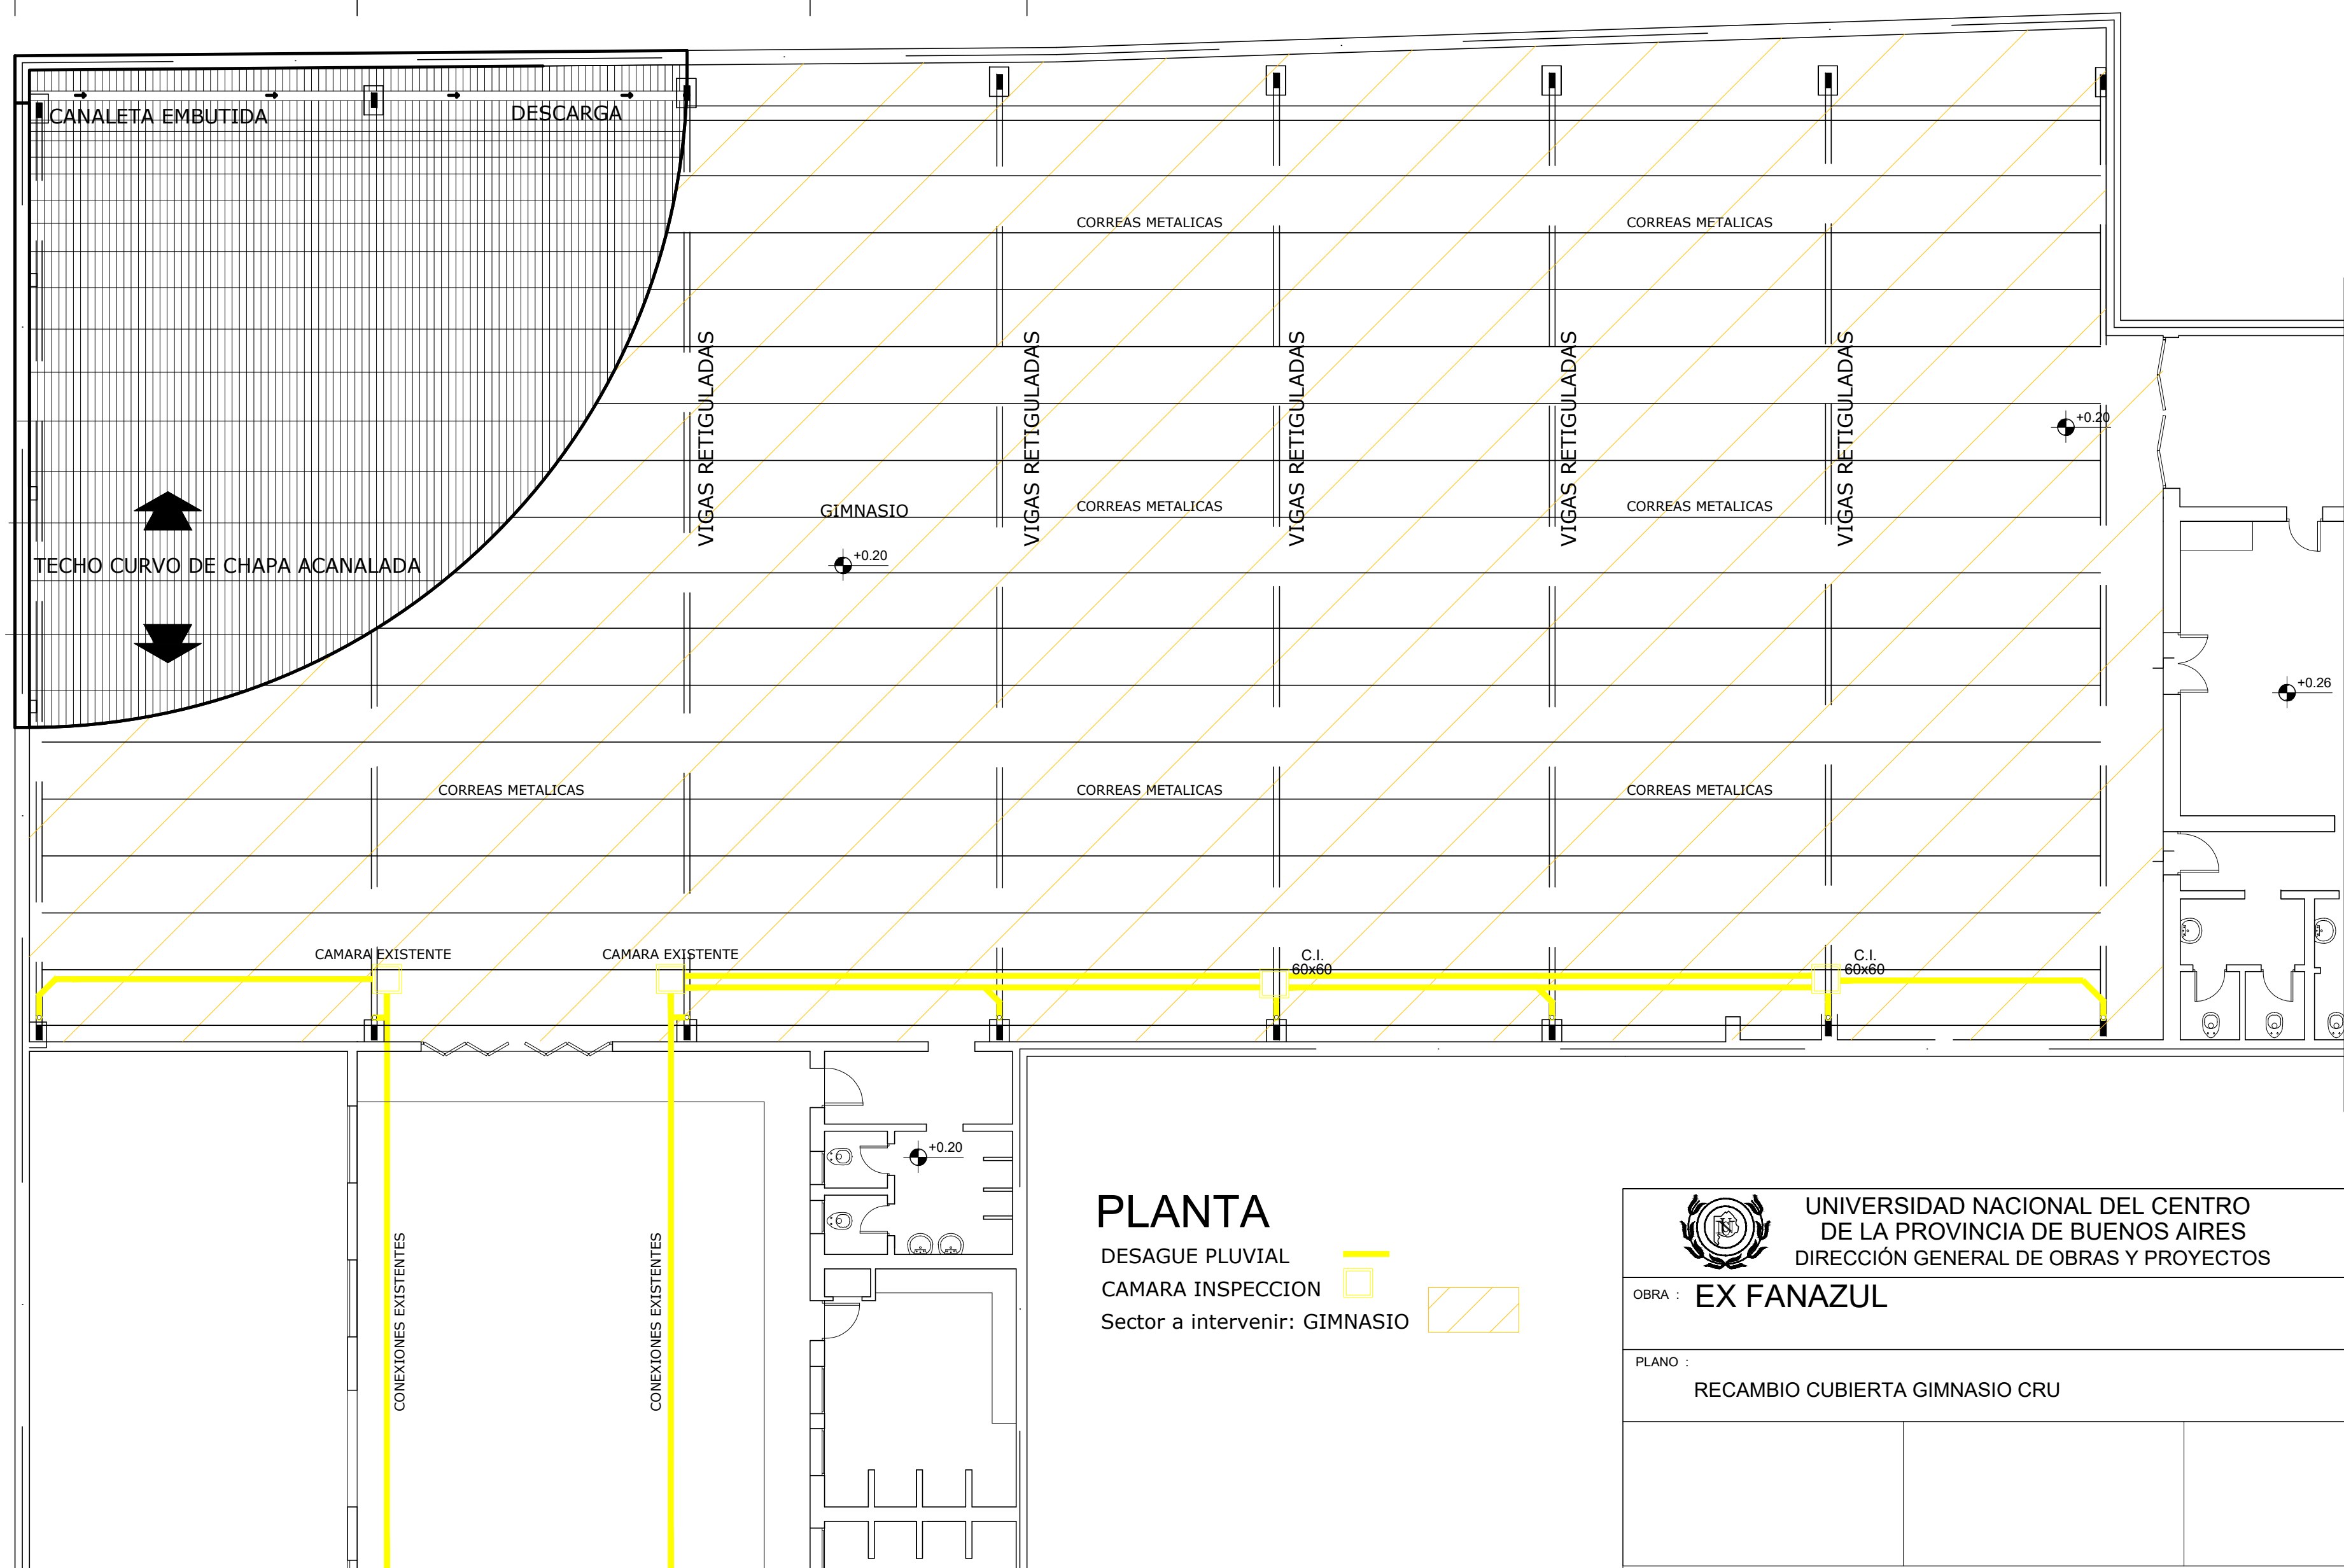 CANALETA EMBUTIDA
DESCARGA
CORREAS METALICAS
CORREAS METALICAS
VIGAS RETIGULADAS
VIGAS RETIGULADAS
VIGAS RETIGULADAS
VIGAS RETIGULADAS
VIGAS RETIGULADAS
+0.20
GIMNASIO
CORREAS METALICAS
CORREAS METALICAS
+0.20
TECHO CURVO DE CHAPA ACANALADA
+0.26
CORREAS METALICAS
CORREAS METALICAS
CORREAS METALICAS
CAMARA EXISTENTE
CAMARA EXISTENTE
C.I.
60x60
C.I.
60x60
+0.20
CONEXIONES EXISTENTES
CONEXIONES EXISTENTES
PLANTA
DESAGUE PLUVIAL
CAMARA INSPECCION
Sector a intervenir: GIMNASIO
UNIVERSIDAD NACIONAL DEL CENTRO
DE LA PROVINCIA DE BUENOS AIRES
DIRECCIÓN GENERAL DE OBRAS Y PROYECTOS
OBRA : EX FANAZUL
PLANO :
RECAMBIO CUBIERTA GIMNASIO CRU